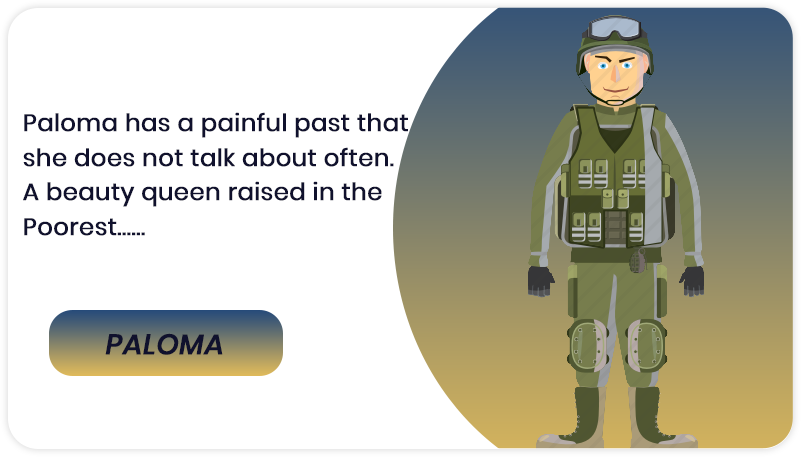 Paloma has a painful past that
she does not talk about often.
A beauty queen raised in the
Poorest......
PALOMA